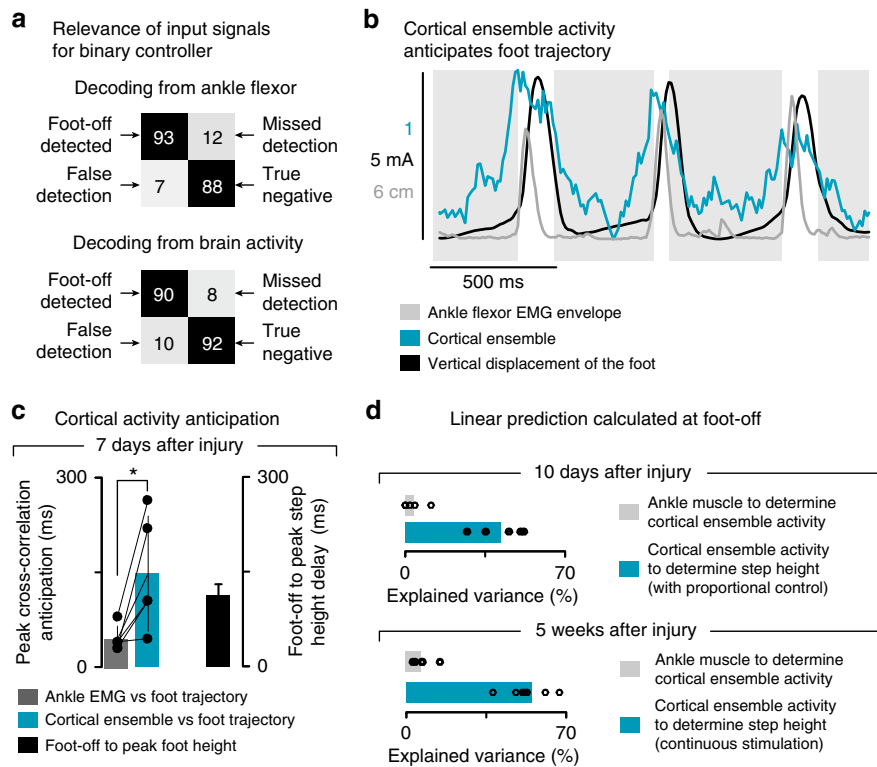 a
Relevance of input signals
for binary controller
Decoding from ankle flexor
Foot-off
detected
93
12
Missed
detection
False
detection
7
88
True
negative
Decoding from brain activity
Foot-off
detected
90
8
Missed
detection
False
detection
10
92
True
negative
b
Cortical ensemble activity
anticipates foot trajectory
1
5 mA
6 cm
500 ms
Ankle flexor EMG envelope
Cortical ensemble
Vertical displacement of the foot
c
Cortical activity anticipation
7 days after injury
300
0
Peak cross-correlation
anticipation (ms)
*
300
0
Foot-off to peak step
height delay (ms)
Ankle EMG vs foot trajectory
Cortical ensemble vs foot trajectory
Foot-off to peak foot height
d
Linear prediction calculated at foot-off
10 days after injury
0
70
Explained variance (%)
Ankle muscle to determine
cortical ensemble activity
Cortical ensemble activity
to determine step height
(with proportional control)
5 weeks after injury
0
70
Explained variance (%)
Ankle muscle to determine
cortical ensemble activity
Cortical ensemble activity
to determine step height
(continuous stimulation)